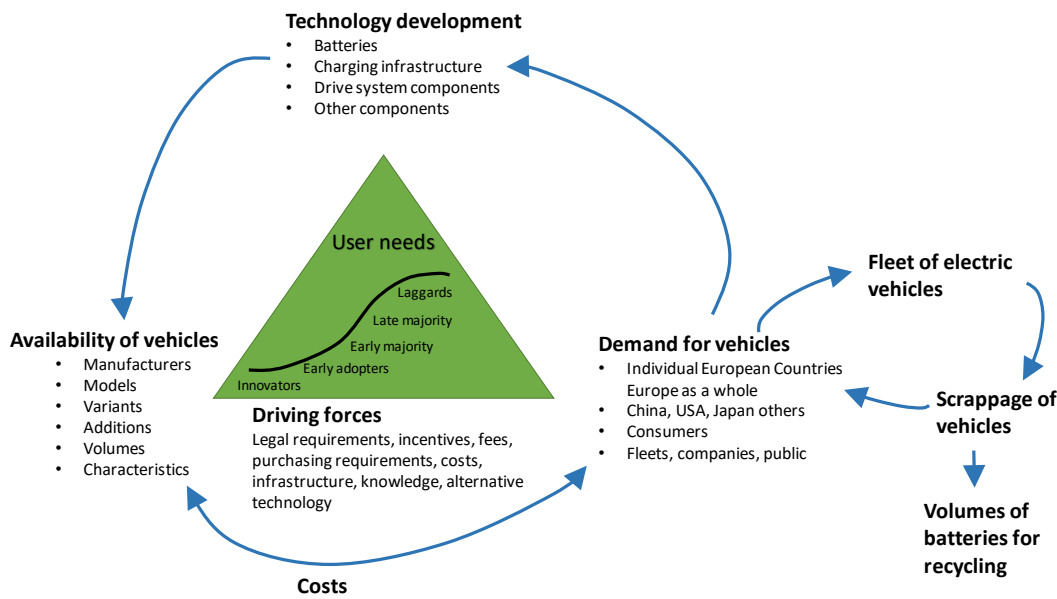 Technology development
• Batteries
• Charging infrastructure
• Drive system components
• Other components
User needs
Laggards
Late majority
Early majority
Early adopters
Innovators
Availability of vehicles
• Manufacturers
• Models
• Variants
• Additions
• Volumes
• Characteristics
Driving forces
Legal requirements, incentives, fees,
purchasing requirements, costs,
infrastructure, knowledge, alternative
technology
Costs
Demand for vehicles
• Individual European Countries
Europe as a whole
• China, USA, Japan others
• Consumers
• Fleets, companies, public
Fleet of electric
vehicles
Scrappage of
vehicles
Volumes of
batteries for
recycling